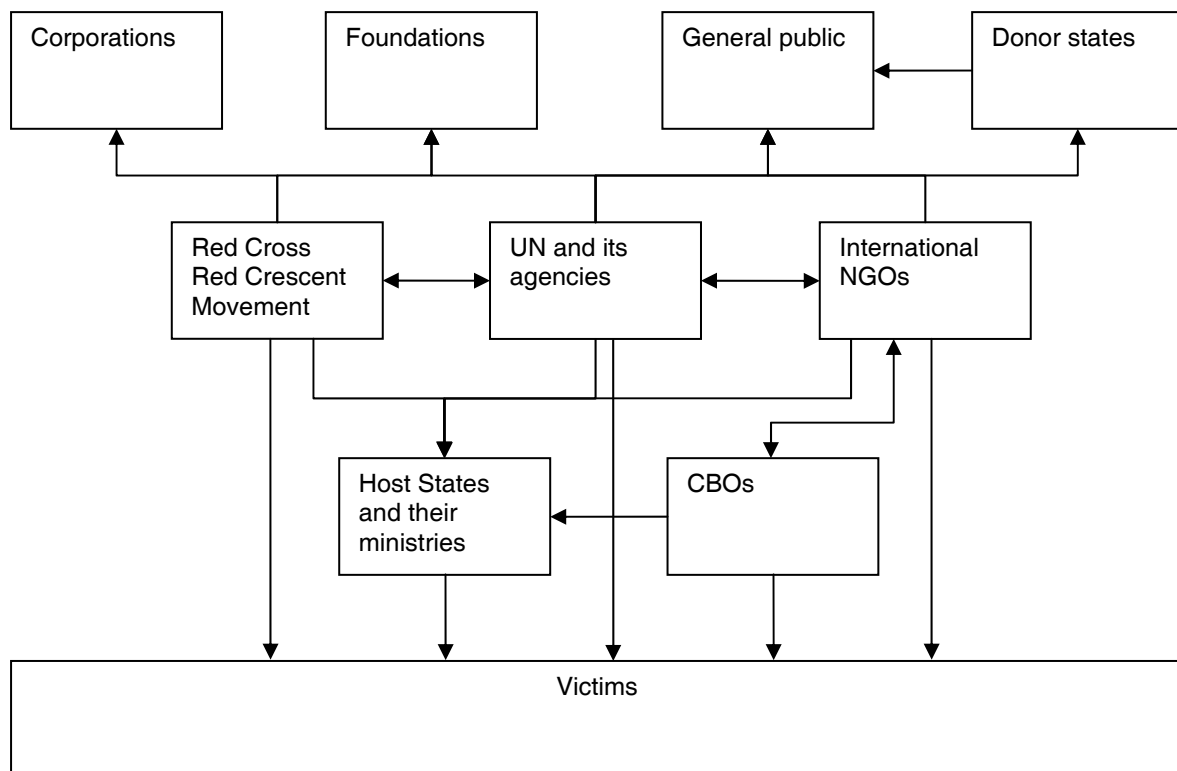 Corporations
Foundations
General public
Donor states
Red Cross
Red Crescent
Movement
UN and its
agencies
International
NGOs
Host States
and their
ministries
CBOs
Victims